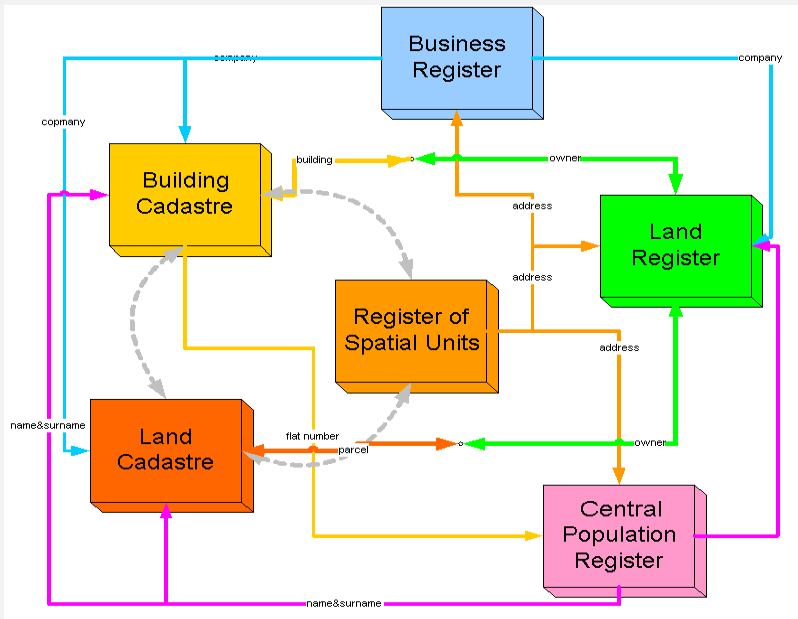 Business
Register
company
company
copmany
Building
Cadastre
building
owner
address
Land
Register
address
Register of
Spatial Units
address
name&surname
Land
Cadastre
flat number
parcel
owner
Central
Population
Register
name&surname